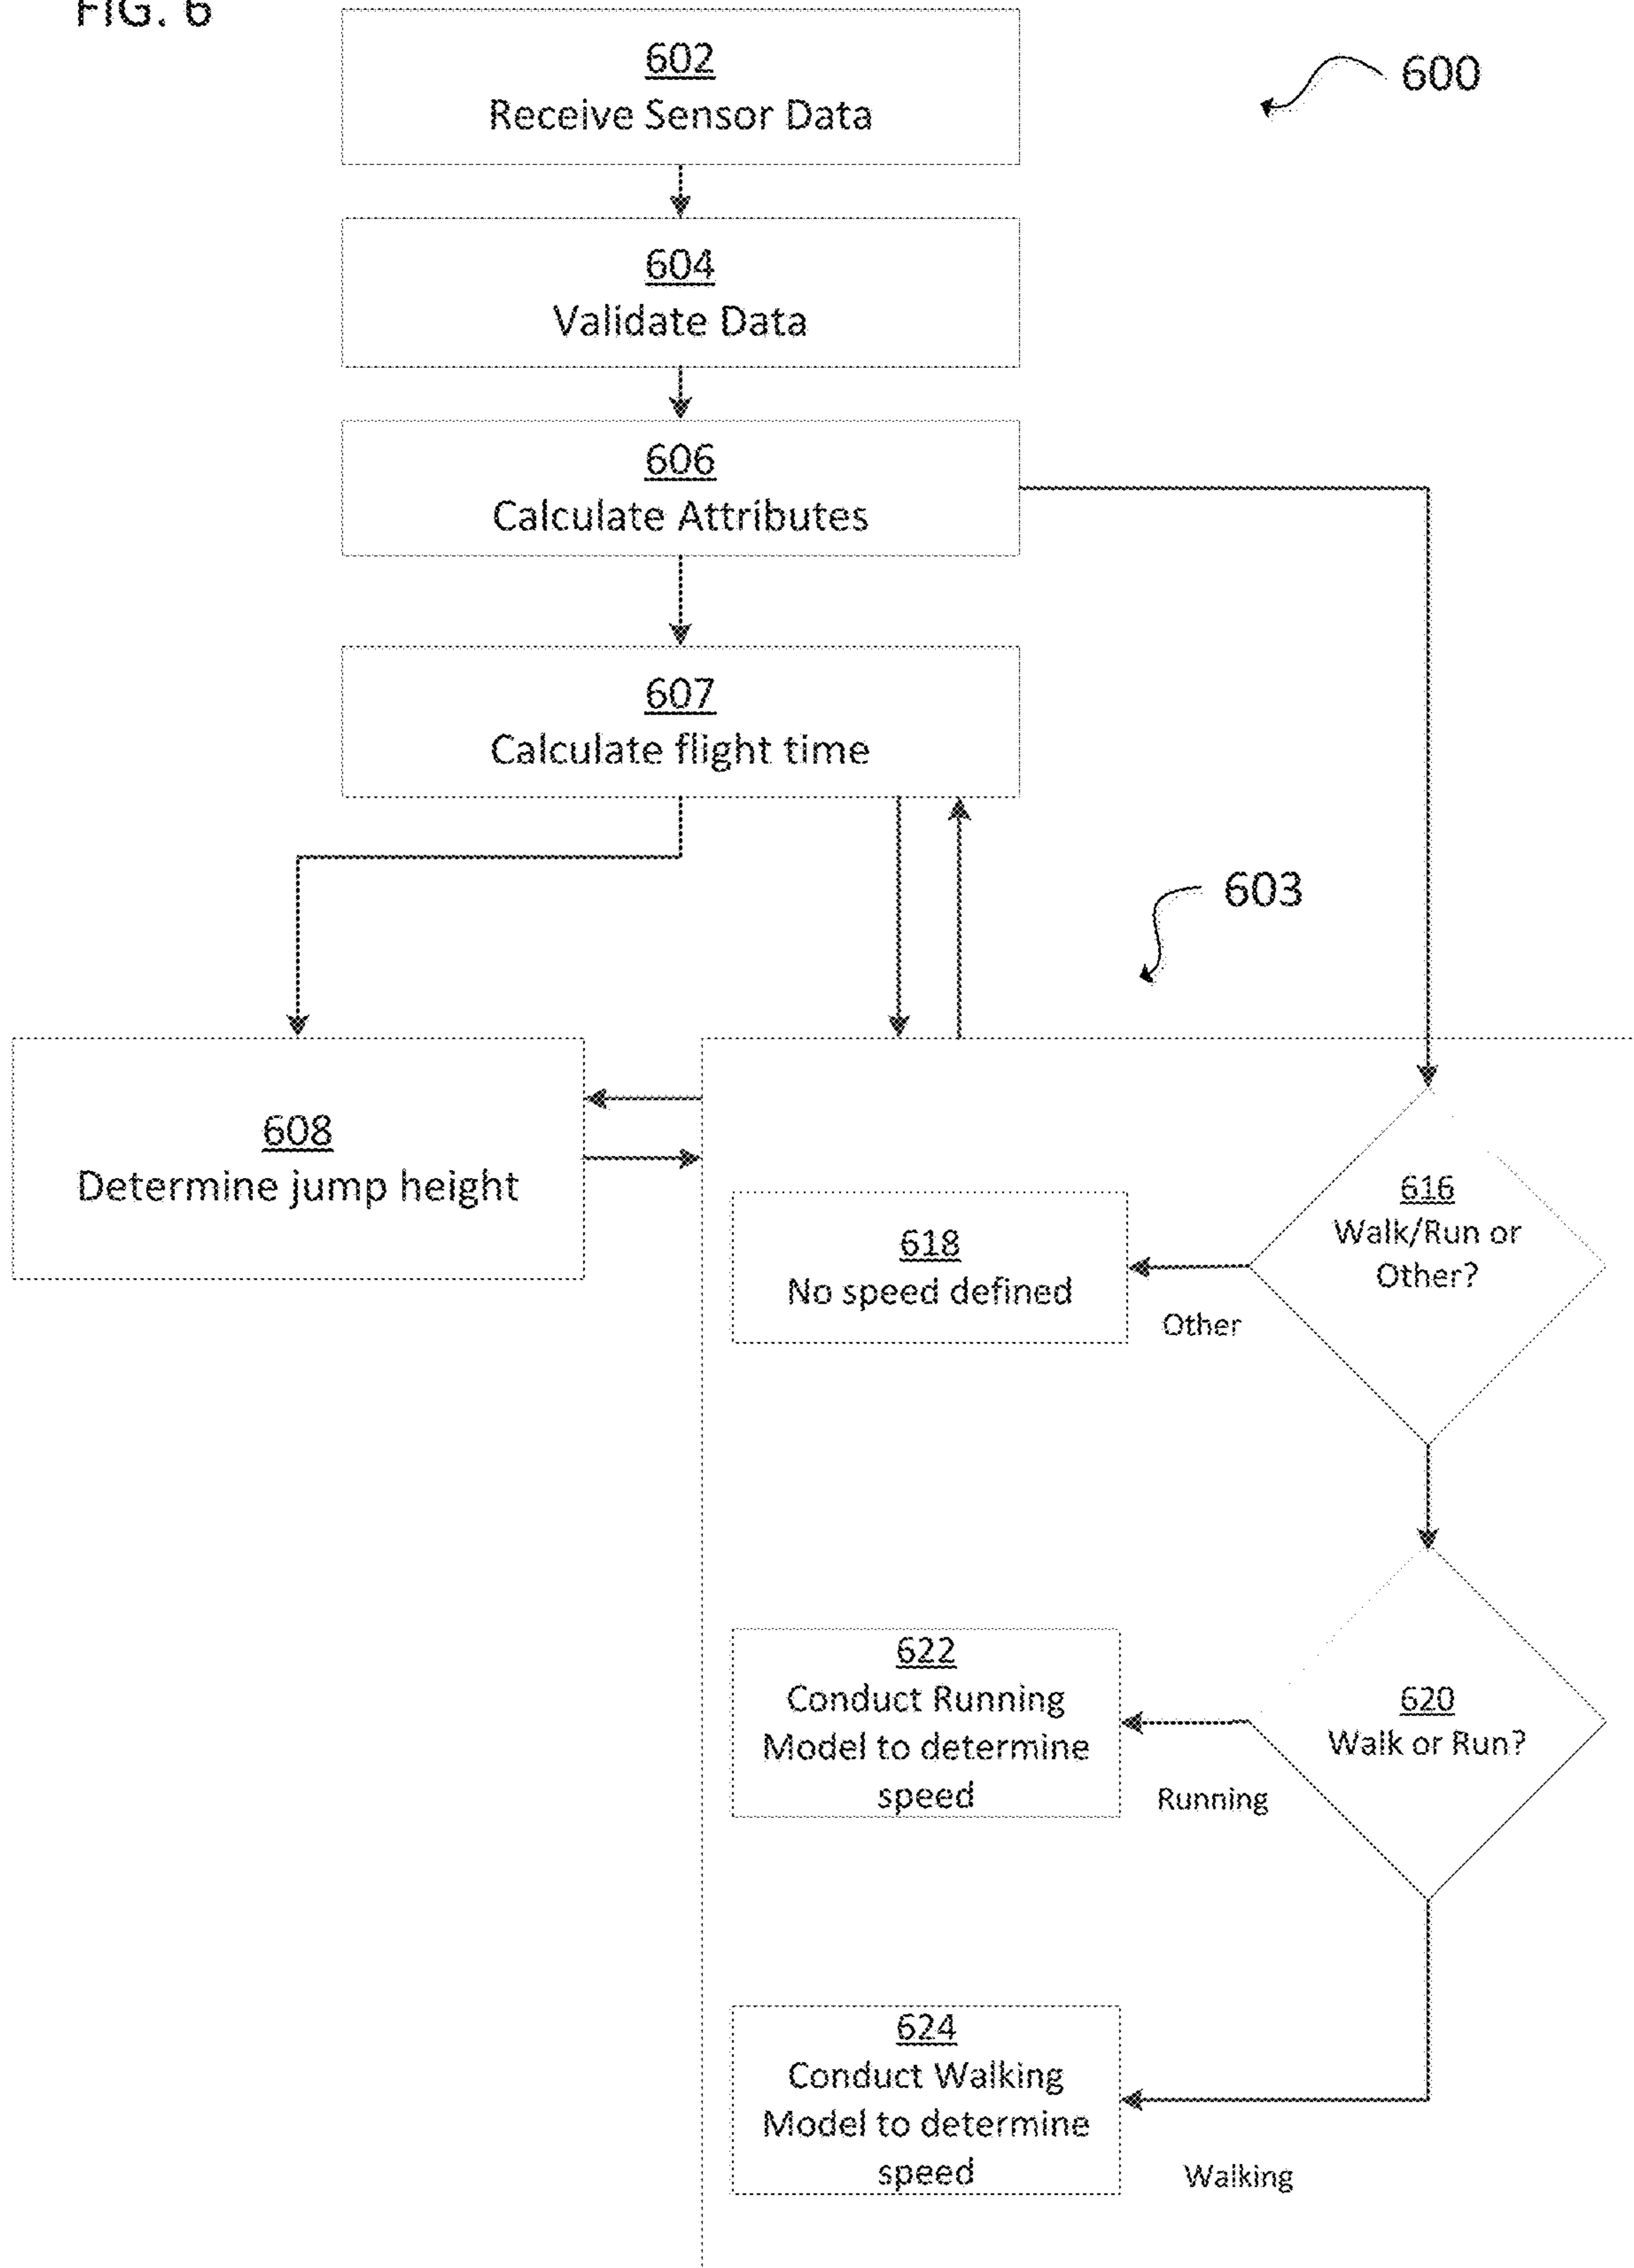 FIG. 6
602
Receive Sensor Data
600
604
Validate Data
606
Calculate Attributes
607
Calculate flight time
603
608
Determine jump height
616
Walk/Run or
Other?
618
No speed defined
Other
622
Conduct Running
Model to determine
speed
620
Walk or Run?
Running
624
Conduct Walking
Model to determine
speed
Walking